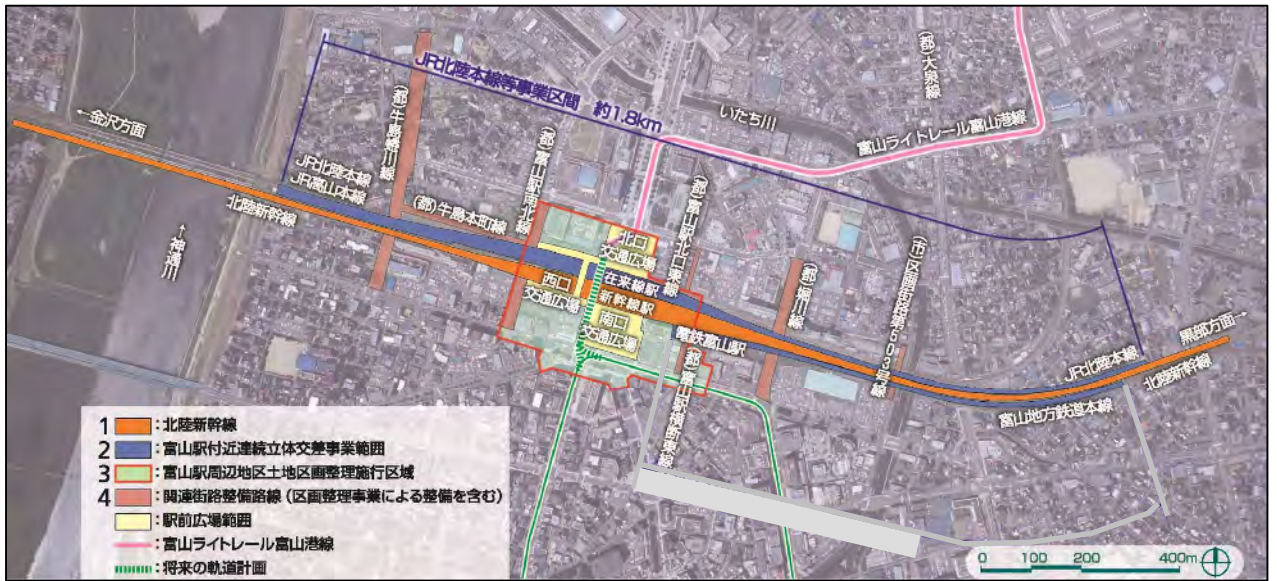 JR北陸本線等事業区間 約1.8km
(都)大泉線
いたち川
富山ライトレール富山港線
←金沢方面
(都)牛島蜷川線
JR北陸本線
JR高山本線
北陸新幹線
←神通川
(都)牛島本町線
(都)富山駅南北線
北口
交通広場
(都)富山駅北口東線
在来線駅
新幹線駅
西口
交通広場
南口
交通広場
電鉄富山駅
(都)富山駅横断東線
(都)堀川線
(市)区画街路第603号線
JR北陸本線
黒部方面→
北陸新幹線
富山地方鉄道本線
1 :北陸新幹線
2 :富山駅付近連続立体交差事業範囲
3 :富山駅周辺地区土地区画整理施行区域
4 :関連街路整備路線(区画整理事業による整備を含む)
:駅前広場範囲
:富山ライトレール富山港線
:将来の軌道計画
0 100 200 400m